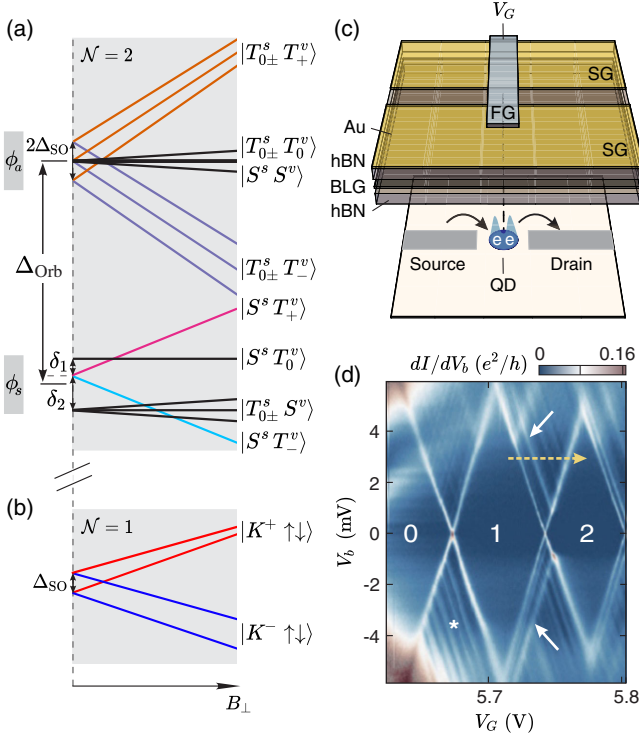 (a)
𝒩 = 2
|T^s_{0±} T^v_+⟩
2Δ_SO
|T^s_{0±} T^v_0⟩
ϕ_a
|S^s S^v⟩
Δ_Orb
|T^s_{0±} T^v_−⟩
|S^s T^v_+⟩
δ_1
|S^s T^v_0⟩
ϕ_s
δ_2
|T^s_{0±} S^v⟩
|S^s T^v_−⟩
(b)
𝒩 = 1
|K^+ ↑↓⟩
Δ_SO
|K^− ↑↓⟩
B_⊥
(c)
V_G
SG
FG
Au
SG
hBN
BLG
hBN
e e
Source
Drain
QD
(d)
dI/dV_b (e^2/h)
0
0.16
4
2
0
-2
-4
V_b (mV)
0
1
2
*
5.7
5.8
V_G (V)